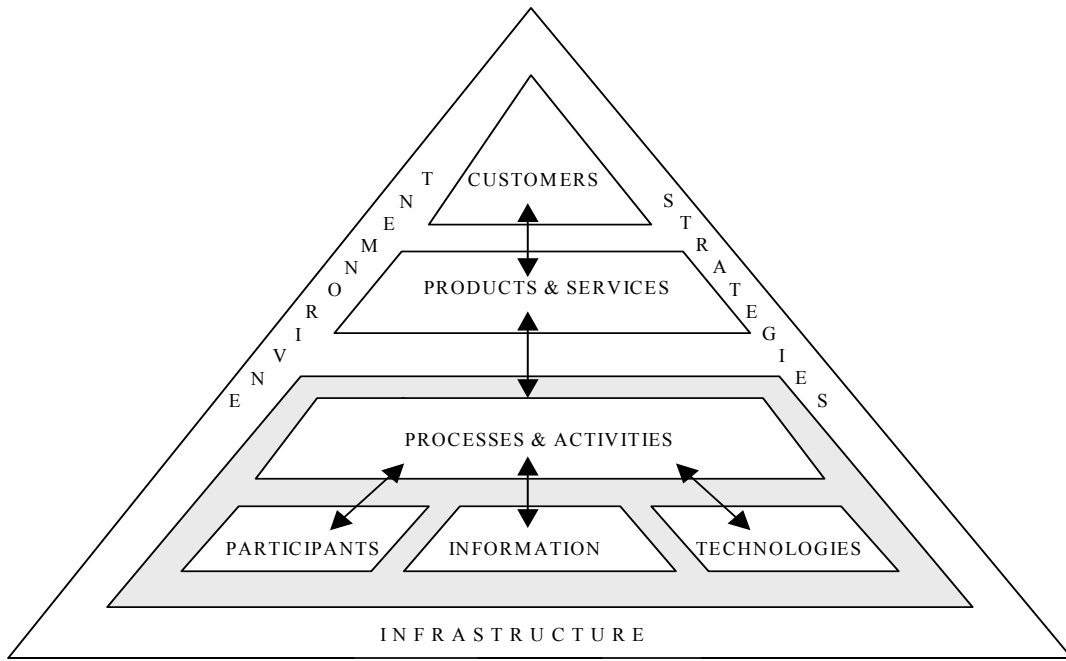 CUSTOMERS
ENVIRONMENT
STRATEGIES
PRODUCTS & SERVICES
PROCESSES & ACTIVITIES
PARTICIPANTS
INFORMATION
TECHNOLOGIES
INFRASTRUCTURE